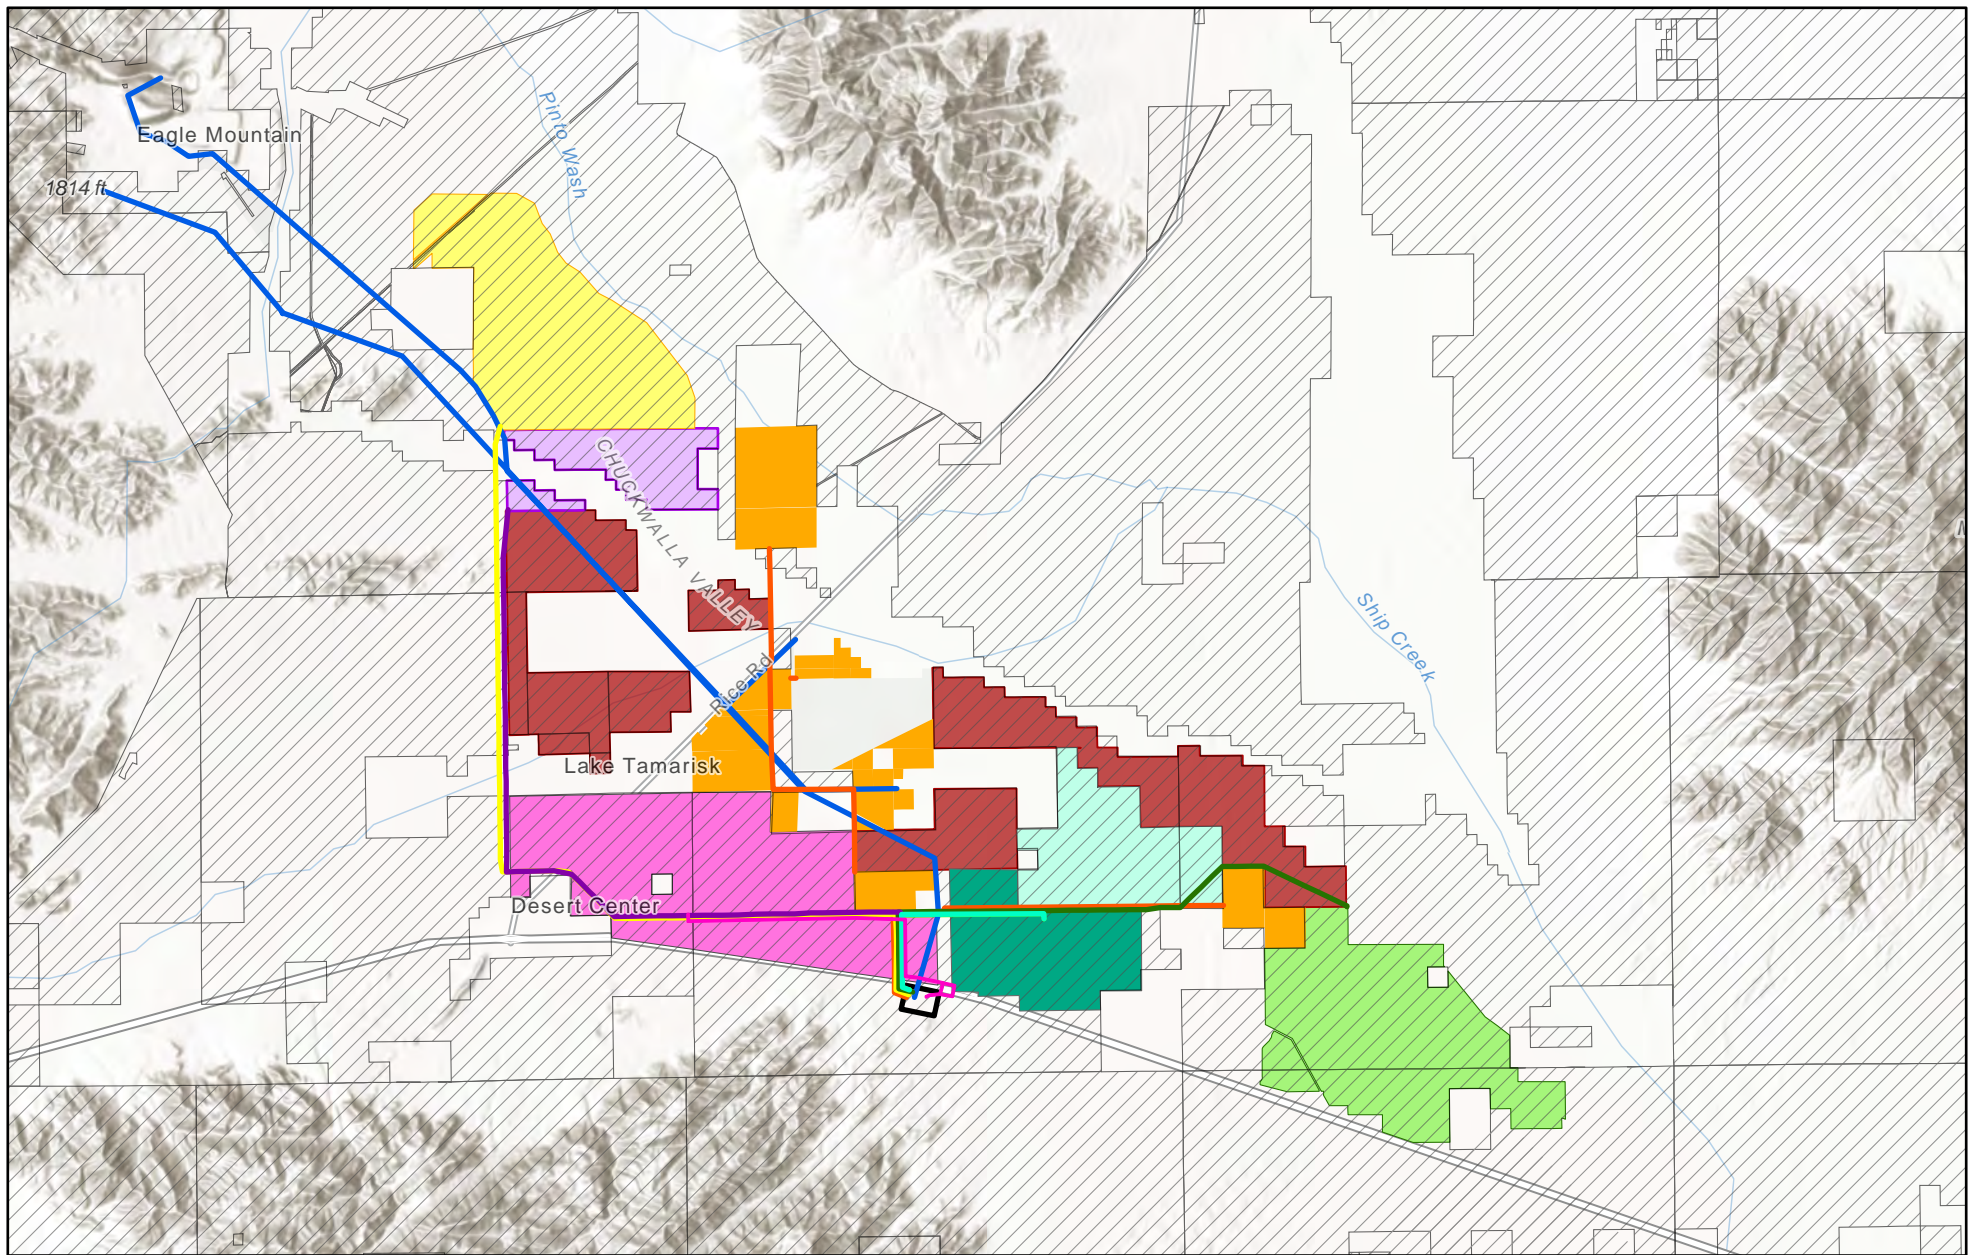 Pinto Wash
Eagle Mountain
1814 ft
CHUCKWALLA VALLEY
Ship Creek
Rice Rd
Lake Tamarisk
Desert Center